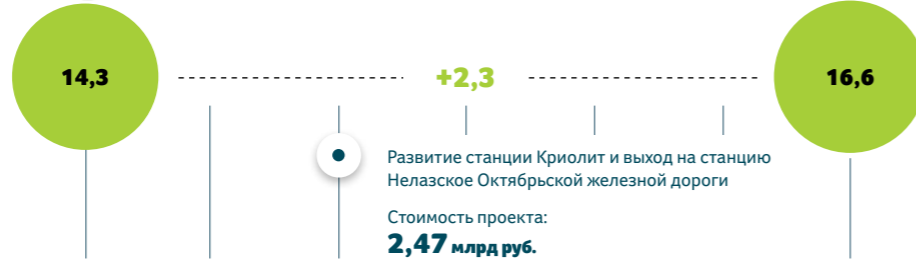 14,3
+2,3
16,6
Развитие станции Криолит и выход на станцию
Нелазское Октябрьской железной дороги
Стоимость проекта:
2,47 млрд руб.